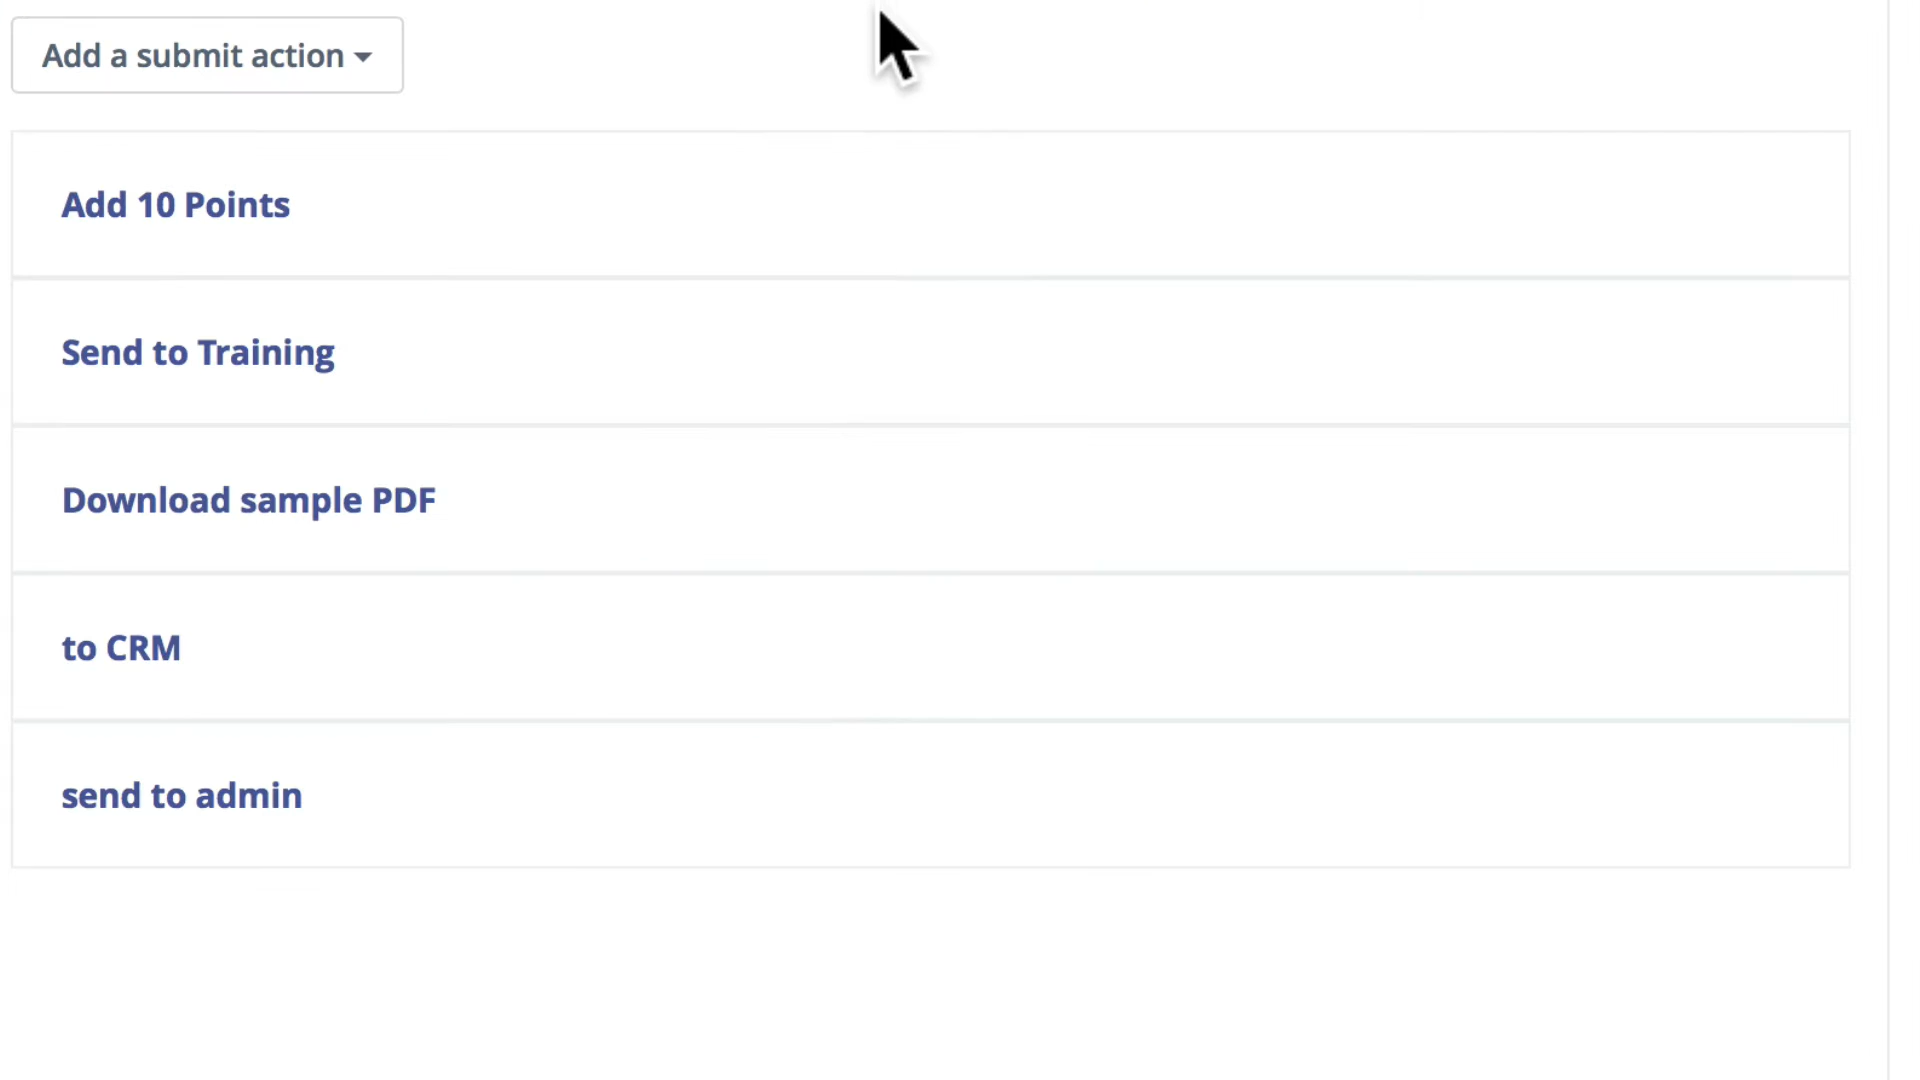 Add a submit action
Add 10 Points
Send to Training
Download sample PDF
to CRM
send to admin